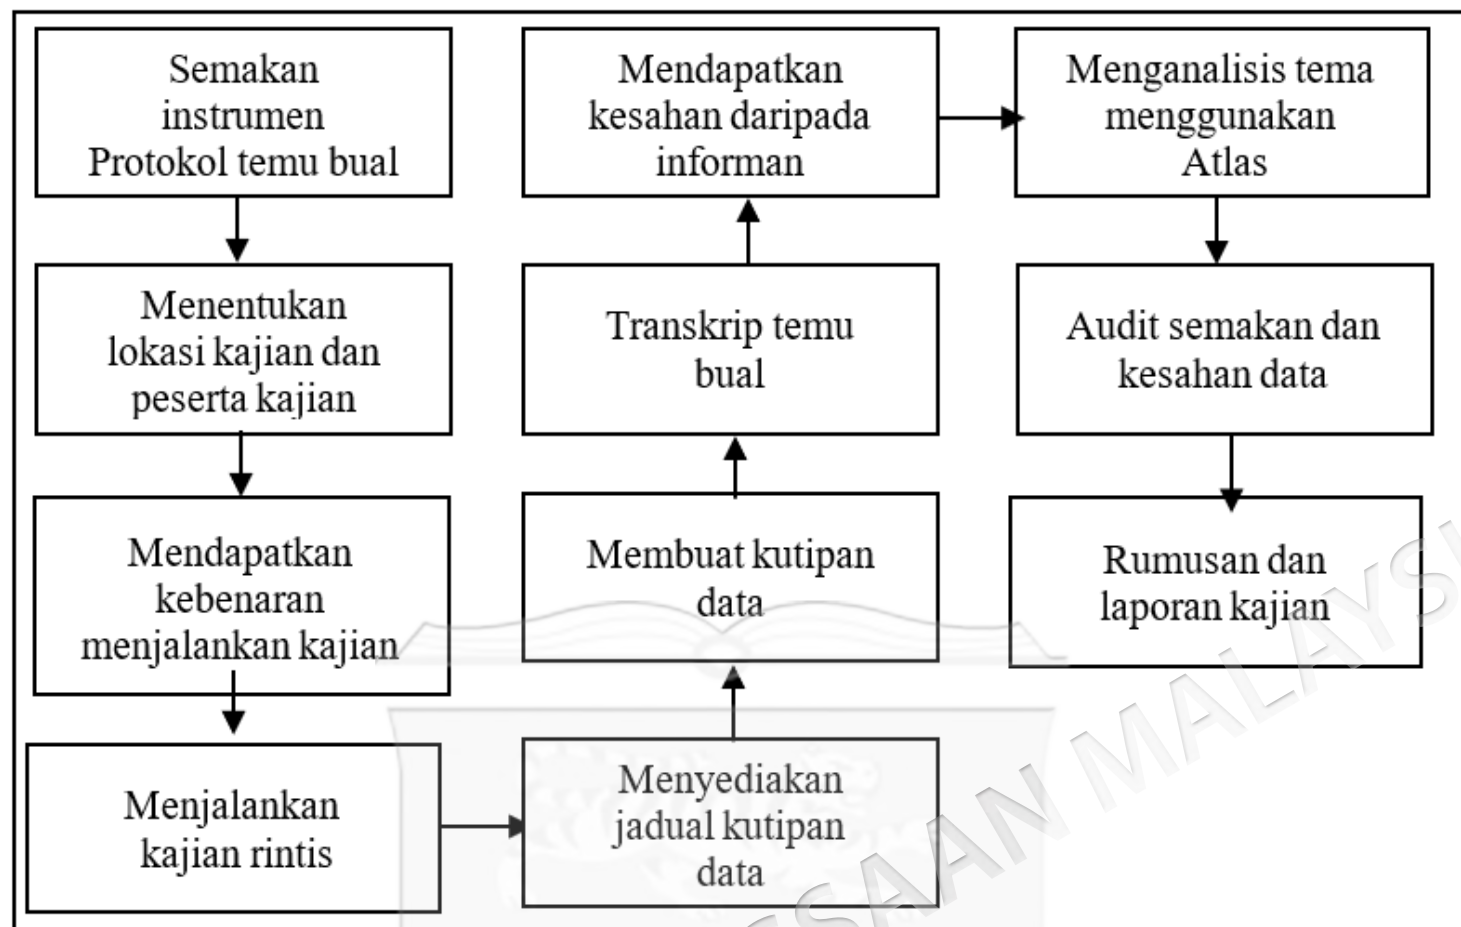 Semakan
instrumen
Protokol temu bual
Menentukan
lokasi kajian dan
peserta kajian
Mendapatkan
kebenaran
menjalankan kajian
Menjalankan
kajian rintis
Menyediakan
jadual kutipan
data
Membuat kutipan
data
Transkrip temu
bual
Mendapatkan
kesahan daripada
informan
Menganalisis tema
menggunakan
Atlas
Audit semakan dan
kesahan data
Rumusan dan
laporan kajian